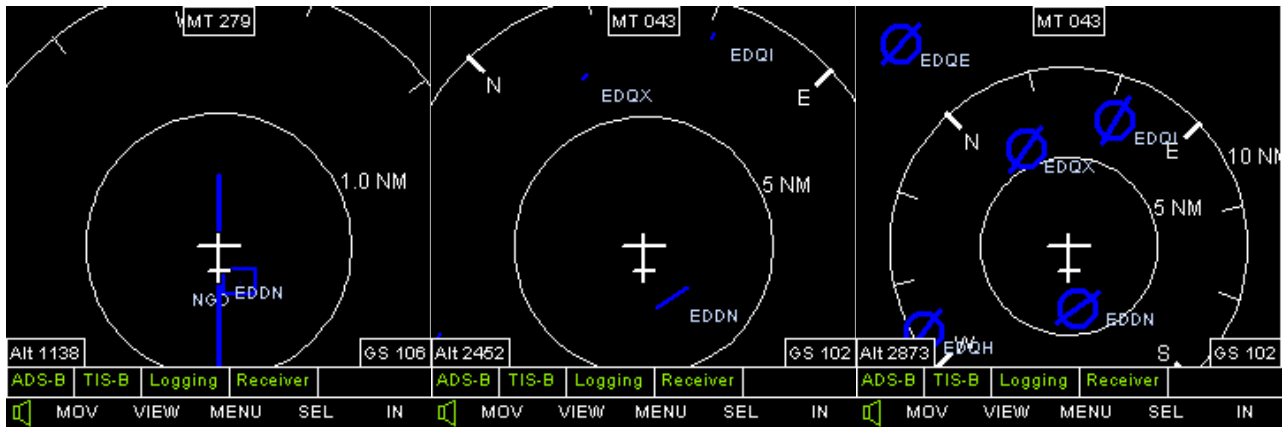 MT 279
1.0 NM
NGD EDDN
Alt 1138 GS 106
ADS-B TIS-B Logging Receiver
MOV VIEW MENU SEL IN
MT 043
EDQI
N
EDQX
E
5 NM
EDDN
Alt 2452 GS 102
ADS-B TIS-B Logging Receiver
MOV VIEW MENU SEL IN
MT 043
EDQE
N
EDQI
E
10 NM
EDQX
5 NM
EDDN
W
EDQH
S
Alt 2873 GS 102
ADS-B TIS-B Logging Receiver
MOV VIEW MENU SEL IN